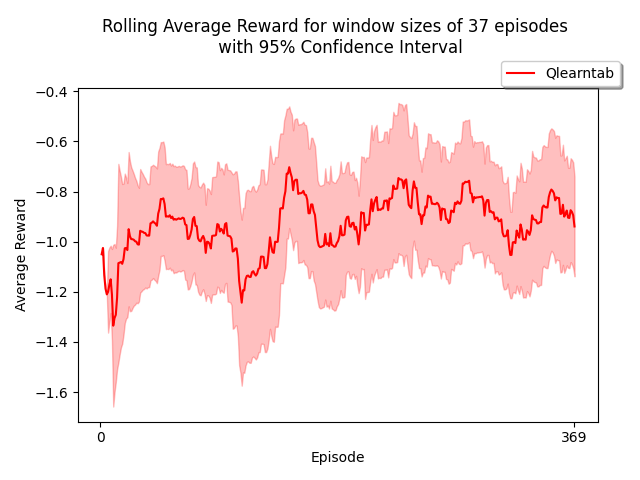 Rolling Average Reward for window sizes of 37 episodes
with 95% Confidence Interval
Qlearntab
−0.4
−0.6
−0.8
−1.0
−1.2
−1.4
−1.6
Average Reward
0
369
Episode